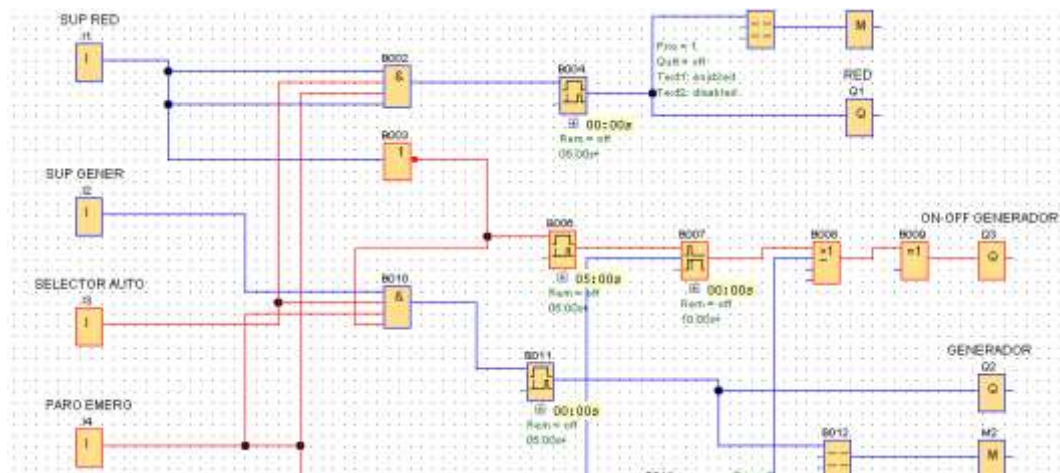 SUP RED
I1
I
B002
&
Prio = 1
Quit = off
Text1: enabled
Text2: disabled
M
RED
Q1
Q
B004
00:00s
Rem = off
05:00s+
B003
1
SUP GENER
I2
I
ON-OFF GENERADOR
B006
B007
B008
B009
Q3
=1
=1
Q
05:00s
Rem = off
05:00s+
00:00s
Rem = off
10:00s+
SELECTOR AUTO
I3
I
B010
&
GENERADOR
B011
Q2
Q
00:00s
Rem = off
05:00s+
PARO EMERG
I4
I
B012
M2
M